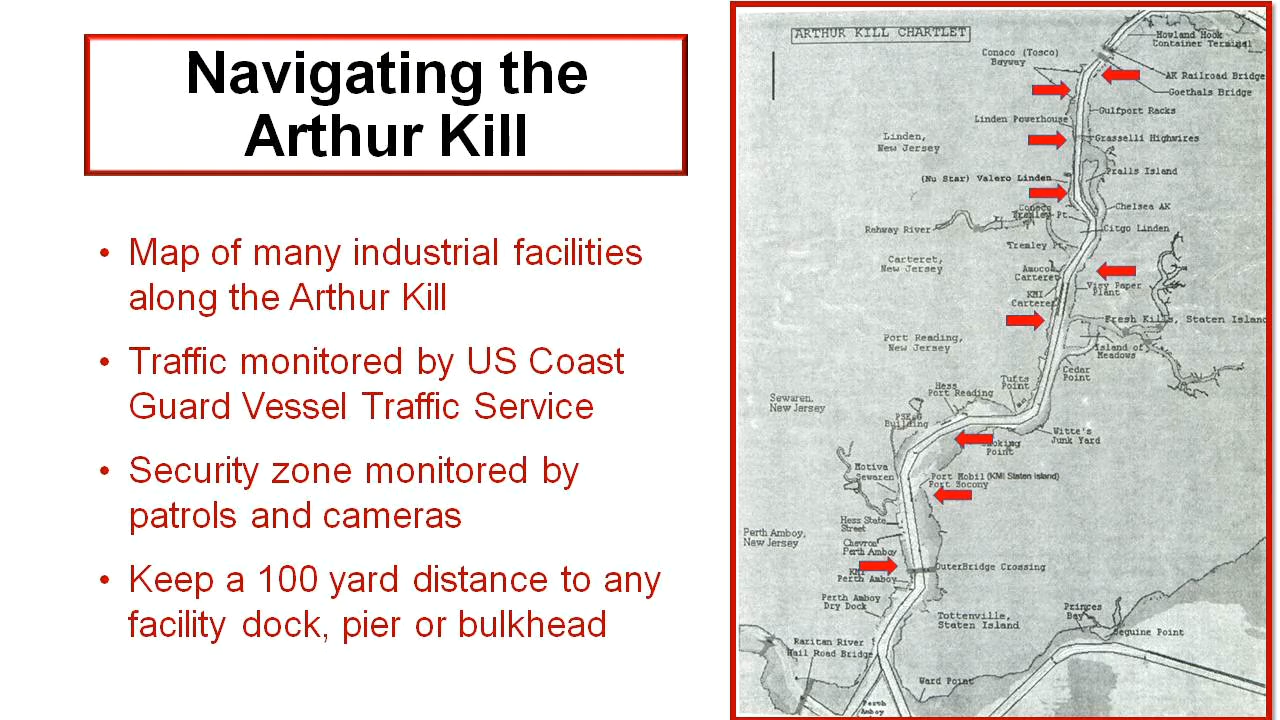 Navigating the
Arthur Kill
• Map of many industrial facilities
along the Arthur Kill
• Traffic monitored by US Coast
Guard Vessel Traffic Service
• Security zone monitored by
patrols and cameras
• Keep a 100 yard distance to any
facility dock, pier or bulkhead
ARTHUR KILL CHARTLET
Howland Hook
Container Terminal
Conoco (Tosco)
Bayway
AK Railroad Bridge
Goethals Bridge
Gulfport Racks
Linden Powerhouse
Grasselli Highwires
Linden,
New Jersey
Pralls Island
(Nu Star) Valero Linden
Chelsea AK
Conoco
Tremley Pt.
Rahway River
Citgo Linden
Tremley Pt.
Carteret,
New Jersey
Amoco
Carteret
Visy Paper
Plant
KMI
Carteret
Fresh Kills, Staten Island
Port Reading,
New Jersey
Island of
Meadows
Cedar
Point
Tufts
Point
Hess
Port Reading
Sewaren,
New Jersey
PSE&G
Building
Witte's
Junk Yard
Smoking
Point
Motiva
Sewaren
Port Mobil (KMI Staten Island)
Port Socony
Hess State
Street
Perth Amboy,
New Jersey
Chevron
Perth Amboy
OuterBridge Crossing
KMI
Perth Amboy
Perth Amboy
Dry Dock
Tottenville,
Staten Island
Princes
Bay
Seguine Point
Raritan River
Rail Road Bridge
Ward Point
Perth
Amboy